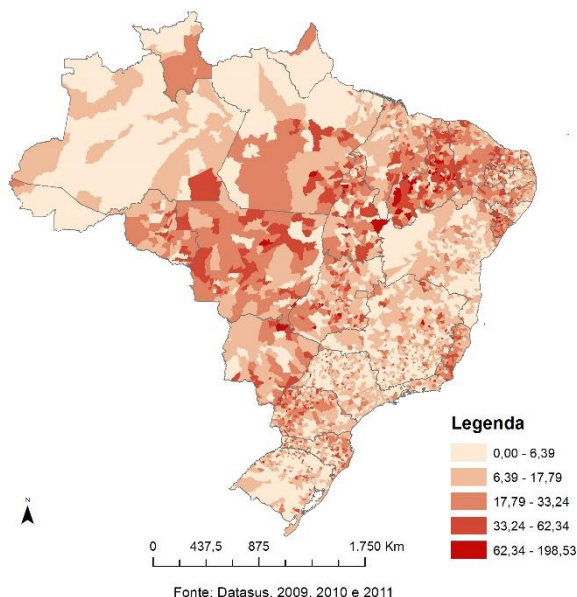 Legenda
0,00 - 6,39
6,39 - 17,79
17,79 - 33,24
33,24 - 62,34
62,34 - 198,53
N
0 437,5 875 1.750 Km
Fonte: Datasus, 2009, 2010 e 2011